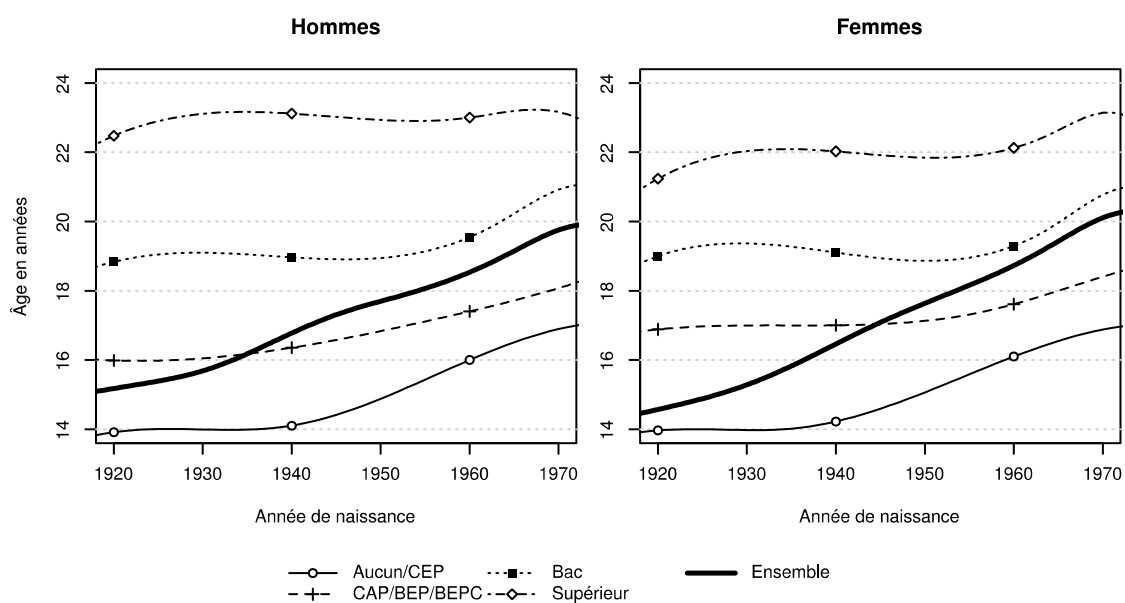 Hommes
Femmes
Âge en années
24
22
20
18
16
14
1920 1930 1940 1950 1960 1970
Année de naissance
24
22
20
18
16
14
1920 1930 1940 1950 1960 1970
Année de naissance
Aucun/CEP Bac Ensemble
CAP/BEP/BEPC Supérieur